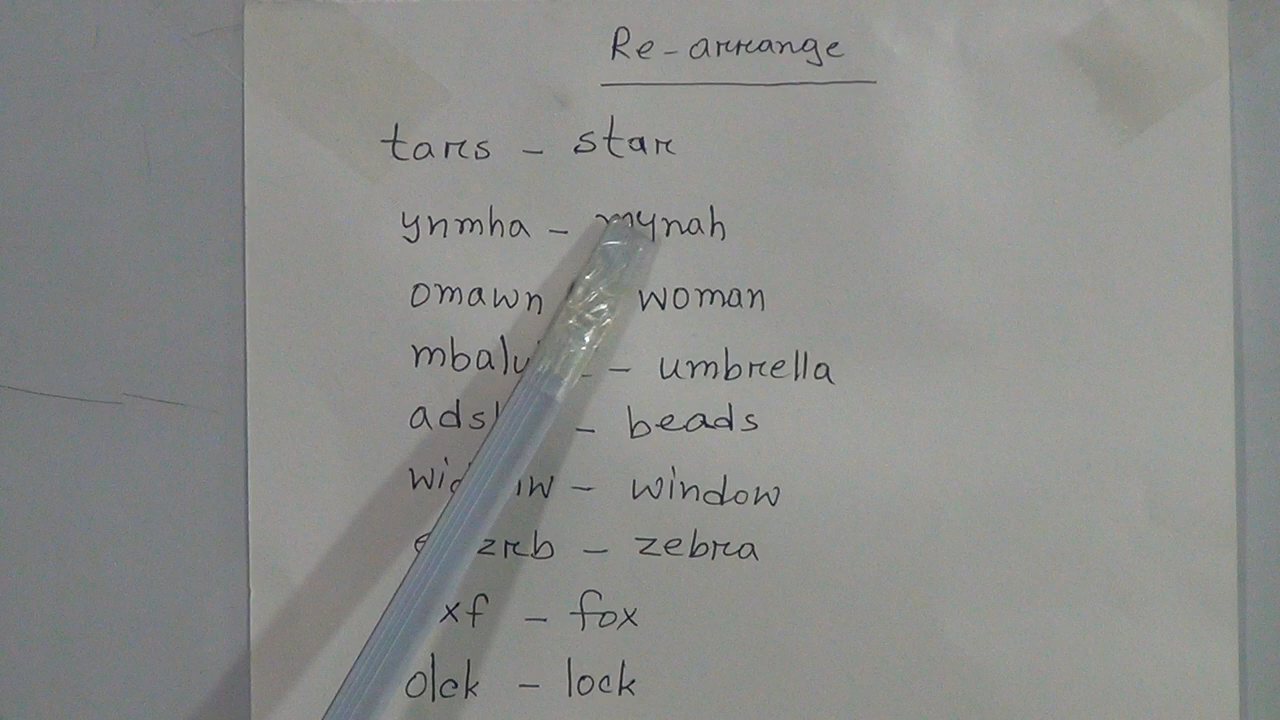 Re-arrange
tars - star
ynmha - mynah
omawn woman
- umbrella
- beads
- window
- zebra
- fox
olck - lock